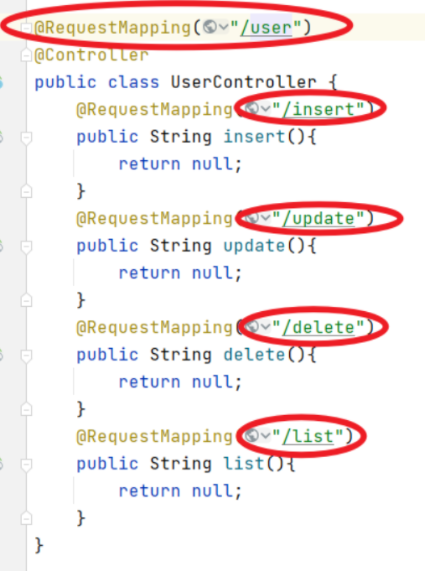 @RequestMapping("/user")
@Controller
public class UserController {
@RequestMapping("/insert")
public String insert(){
return null;
}
@RequestMapping("/update")
public String update(){
return null;
}
@RequestMapping("/delete")
public String delete(){
return null;
}
@RequestMapping("/list")
public String list(){
return null;
}
}